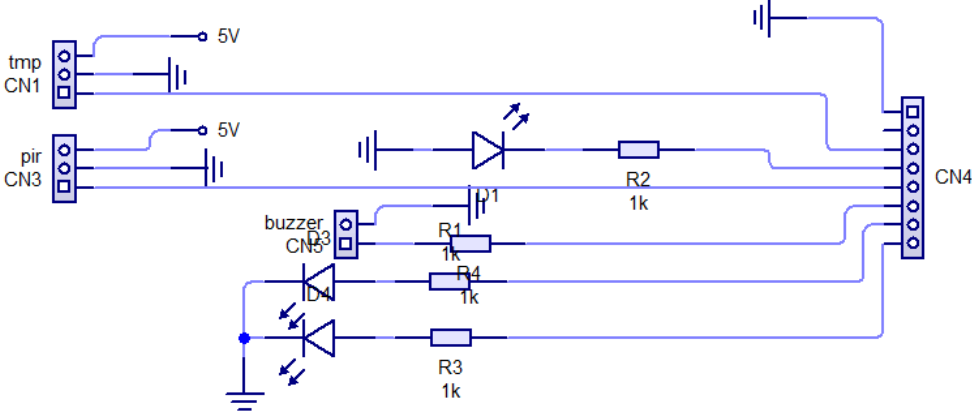 5V
tmp
CN1
5V
pir
CN3
CN4
R2
1k
D1
buzzer
CN5
D3
R1
1k
R4
1k
D4
R3
1k